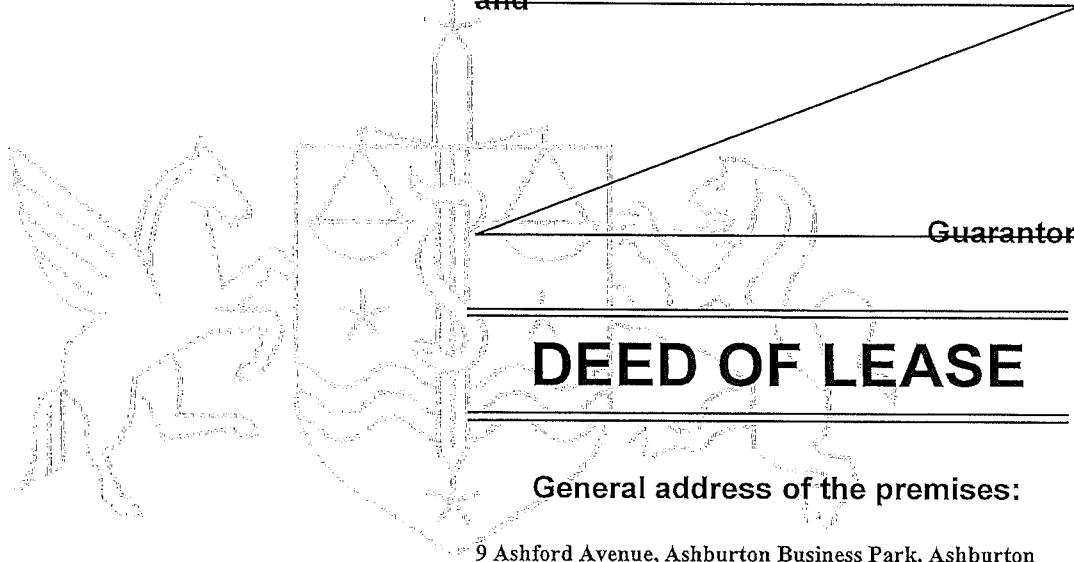 and
Guarantor
DEED OF LEASE
General address of the premises:
9 Ashford Avenue, Ashburton Business Park, Ashburton